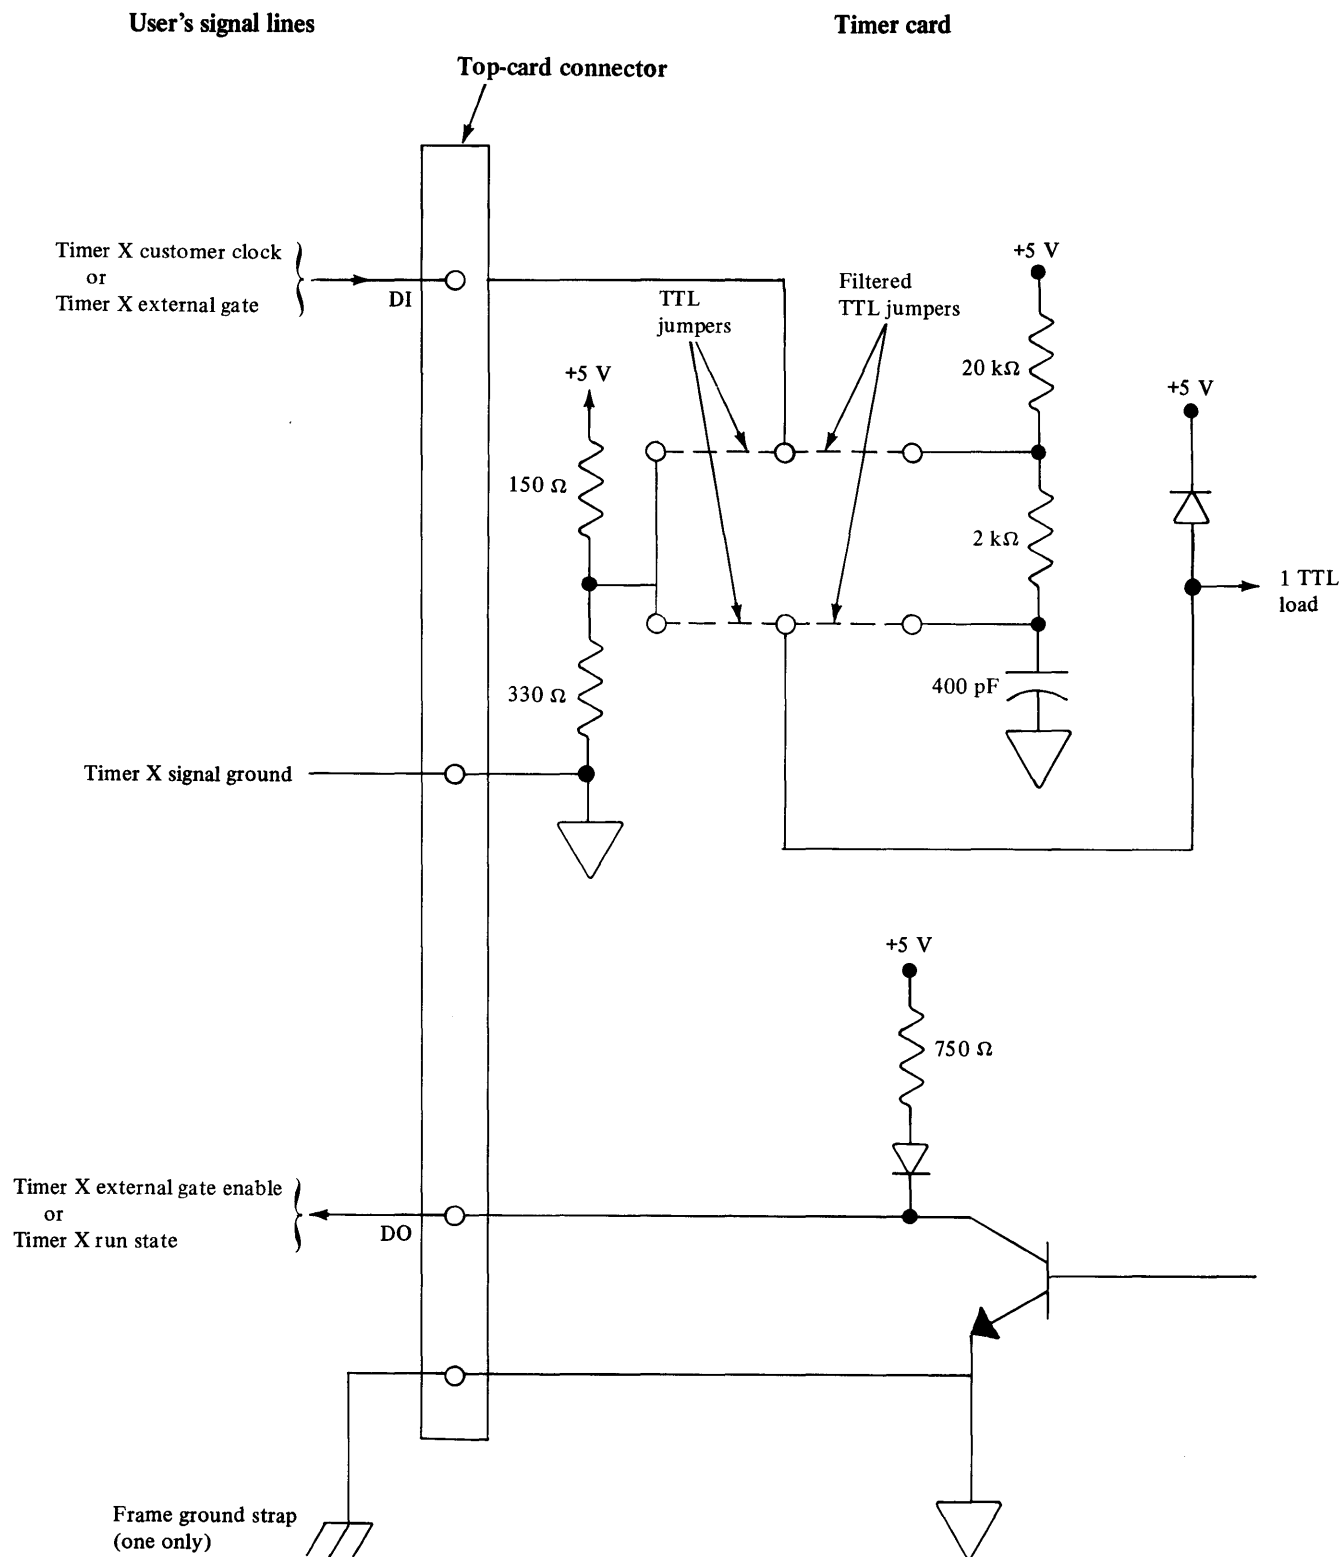 User's signal lines
Timer card
Top-card connector
Timer X customer clock
or
Timer X external gate
DI
TTL
jumpers
Filtered
TTL jumpers
+5 V
20 kΩ
+5 V
+5 V
150 Ω
2 kΩ
1 TTL
load
330 Ω
400 pF
Timer X signal ground
+5 V
750 Ω
Timer X external gate enable
or
Timer X run state
DO
Frame ground strap
(one only)